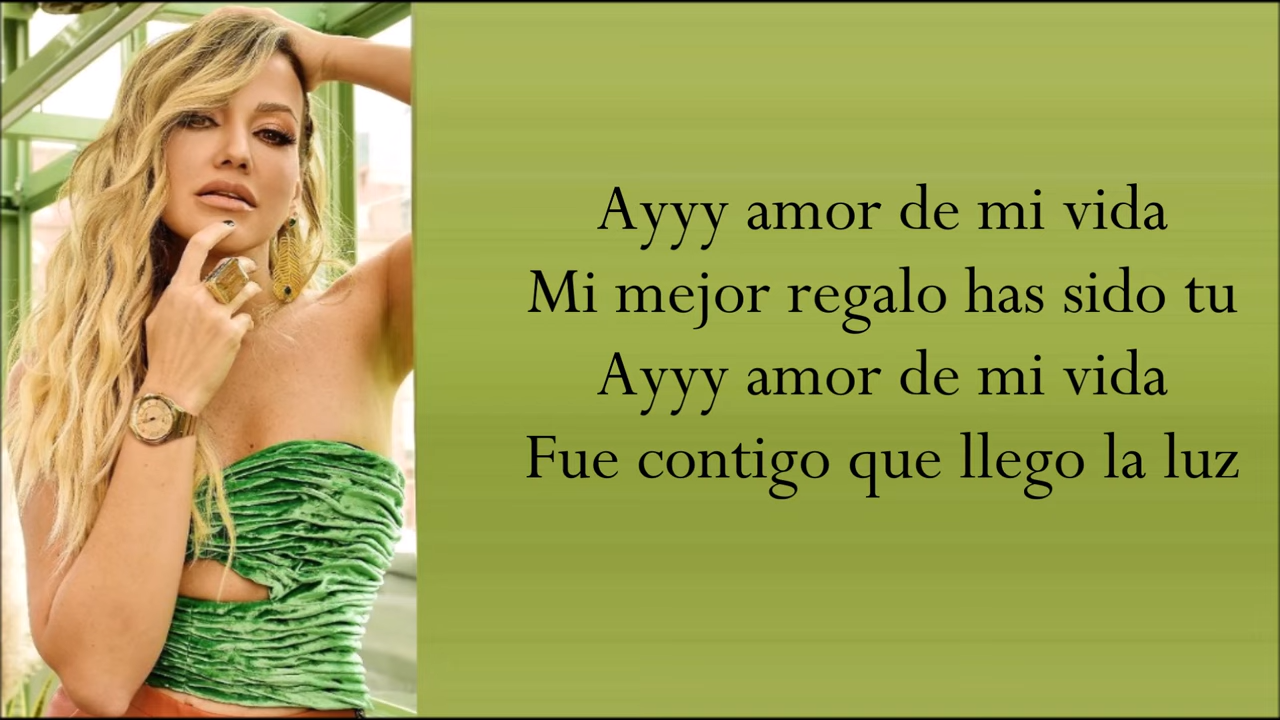 Ayyy amor de mi vida
Mi mejor regalo has sido tu
Ayyy amor de mi vida
Fue contigo que llego la luz